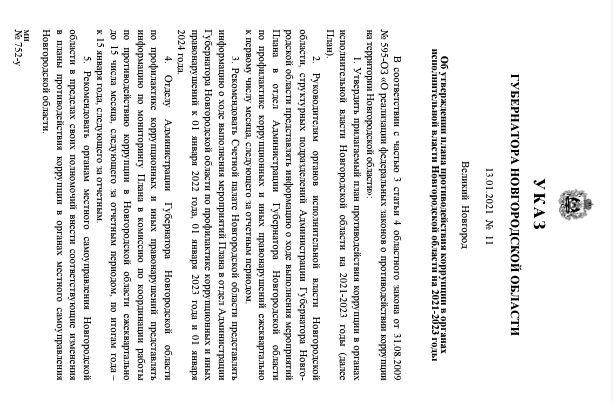 У К А З
ГУБЕРНАТОРА НОВГОРОДСКОЙ ОБЛАСТИ
13.01.2021 № 11
Великий Новгород
Об утверждении плана противодействия коррупции в органах
исполнительной власти Новгородской области на 2021-2023 годы
В соответствии с частью 3 статьи 4 областного закона от 31.08.2009
№ 595-ОЗ «О реализации федеральных законов о противодействии коррупции
на территории Новгородской области»:
1. Утвердить прилагаемый план противодействия коррупции в органах
исполнительной власти Новгородской области на 2021-2023 годы (далее
План).
2. Руководителям органов исполнительной власти Новгородской
области, структурных подразделений Администрации Губернатора Новго-
родской области представлять информацию о ходе выполнения мероприятий
Плана в отдел Администрации Губернатора Новгородской области
по профилактике коррупционных и иных правонарушений ежеквартально
к первому числу месяца, следующего за отчетным периодом.
3. Рекомендовать Счетной палате Новгородской области представлять
информацию о ходе выполнения мероприятий Плана в отдел Администрации
Губернатора Новгородской области по профилактике коррупционных и иных
правонарушений к 01 января 2022 года, 01 января 2023 года и 01 января
2024 года.
4. Отделу Администрации Губернатора Новгородской области
по профилактике коррупционных и иных правонарушений представлять
информацию по мониторингу Плана в комиссию по координации работы
по противодействию коррупции в Новгородской области ежеквартально
до 15 числа месяца, следующего за отчетным периодом, по итогам года –
к 15 января года, следующего за отчетным.
5. Рекомендовать органам местного самоуправления Новгородской
области в пределах своих полномочий внести соответствующие изменения
в планы противодействия коррупции в органах местного самоуправления
Новгородской области.
мп
№ 752-у